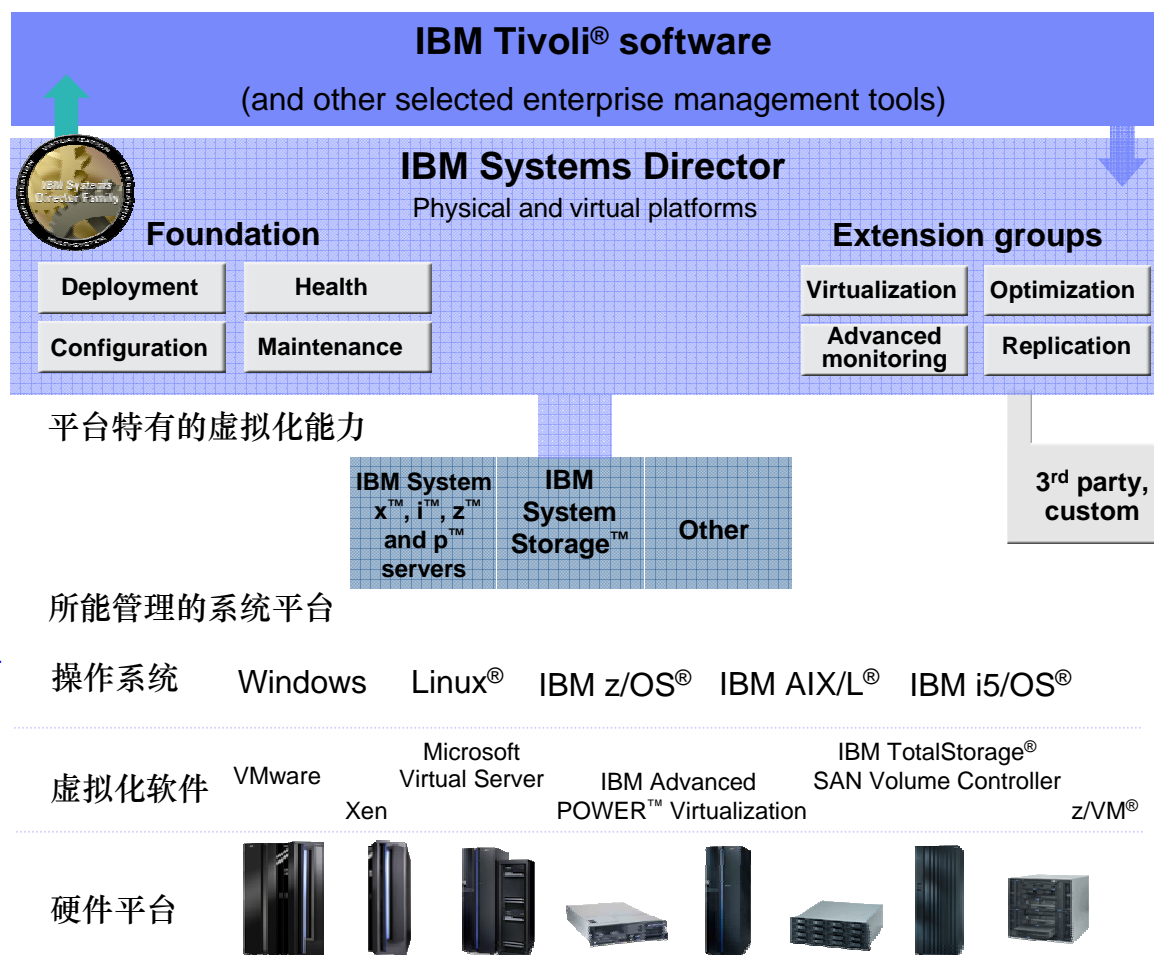 IBM Tivoli® software
(and other selected enterprise management tools)
IBM Systems Director
Physical and virtual platforms
IBM Systems
Director Family
Foundation
Deployment
Health
Configuration
Maintenance
Extension groups
Virtualization
Optimization
Advanced
monitoring
Replication
平台特有的虚拟化能力
IBM System
x™, i™, z™
and p™
servers
IBM
System
Storage™
Other
3rd party,
custom
所能管理的系统平台
操作系统
Windows
Linux®
IBM z/OS®
IBM AIX/L®
IBM i5/OS®
虚拟化软件
VMware
Xen
Microsoft
Virtual Server
IBM Advanced
POWER™ Virtualization
IBM TotalStorage®
SAN Volume Controller
z/VM®
硬件平台